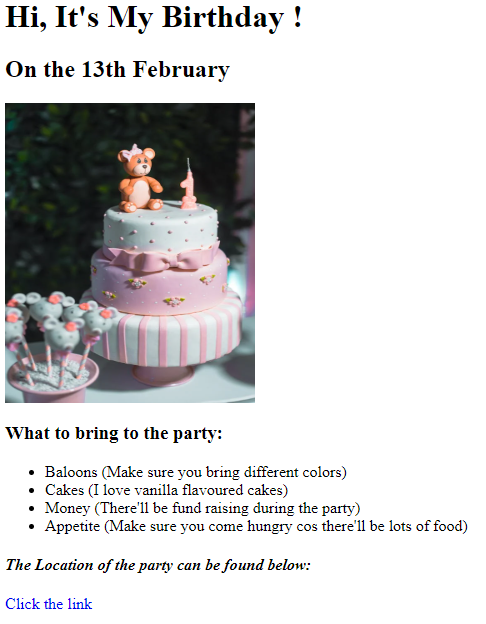 Hi, It's My Birthday !
On the 13th February
1
What to bring to the party:
Baloons (Make sure you bring different colors)
Cakes (I love vanilla flavoured cakes)
Money (There'll be fund raising during the party)
Appetite (Make sure you come hungry cos there'll be lots of food)
The Location of the party can be found below:
Click the link